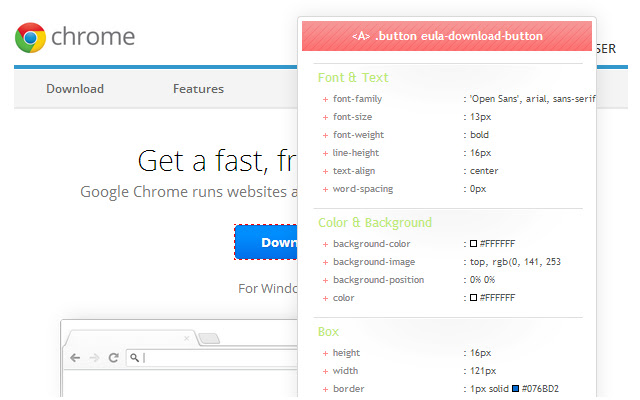 chrome
SER
Download Features
Get a fast, fr
Google Chrome runs websites a
Down
For Windo
<A> .button eula-download-button
Font & Text
+ font-family : 'Open Sans', arial, sans-serif
+ font-size : 13px
+ font-weight : bold
+ line-height : 16px
+ text-align : center
+ word-spacing : 0px
Color & Background
+ background-color : #FFFFFF
+ background-image : top, rgb(0, 141, 253
+ background-position : 0% 0%
+ color : #FFFFFF
Box
+ height : 16px
+ width : 121px
+ border : 1px solid #076BD2